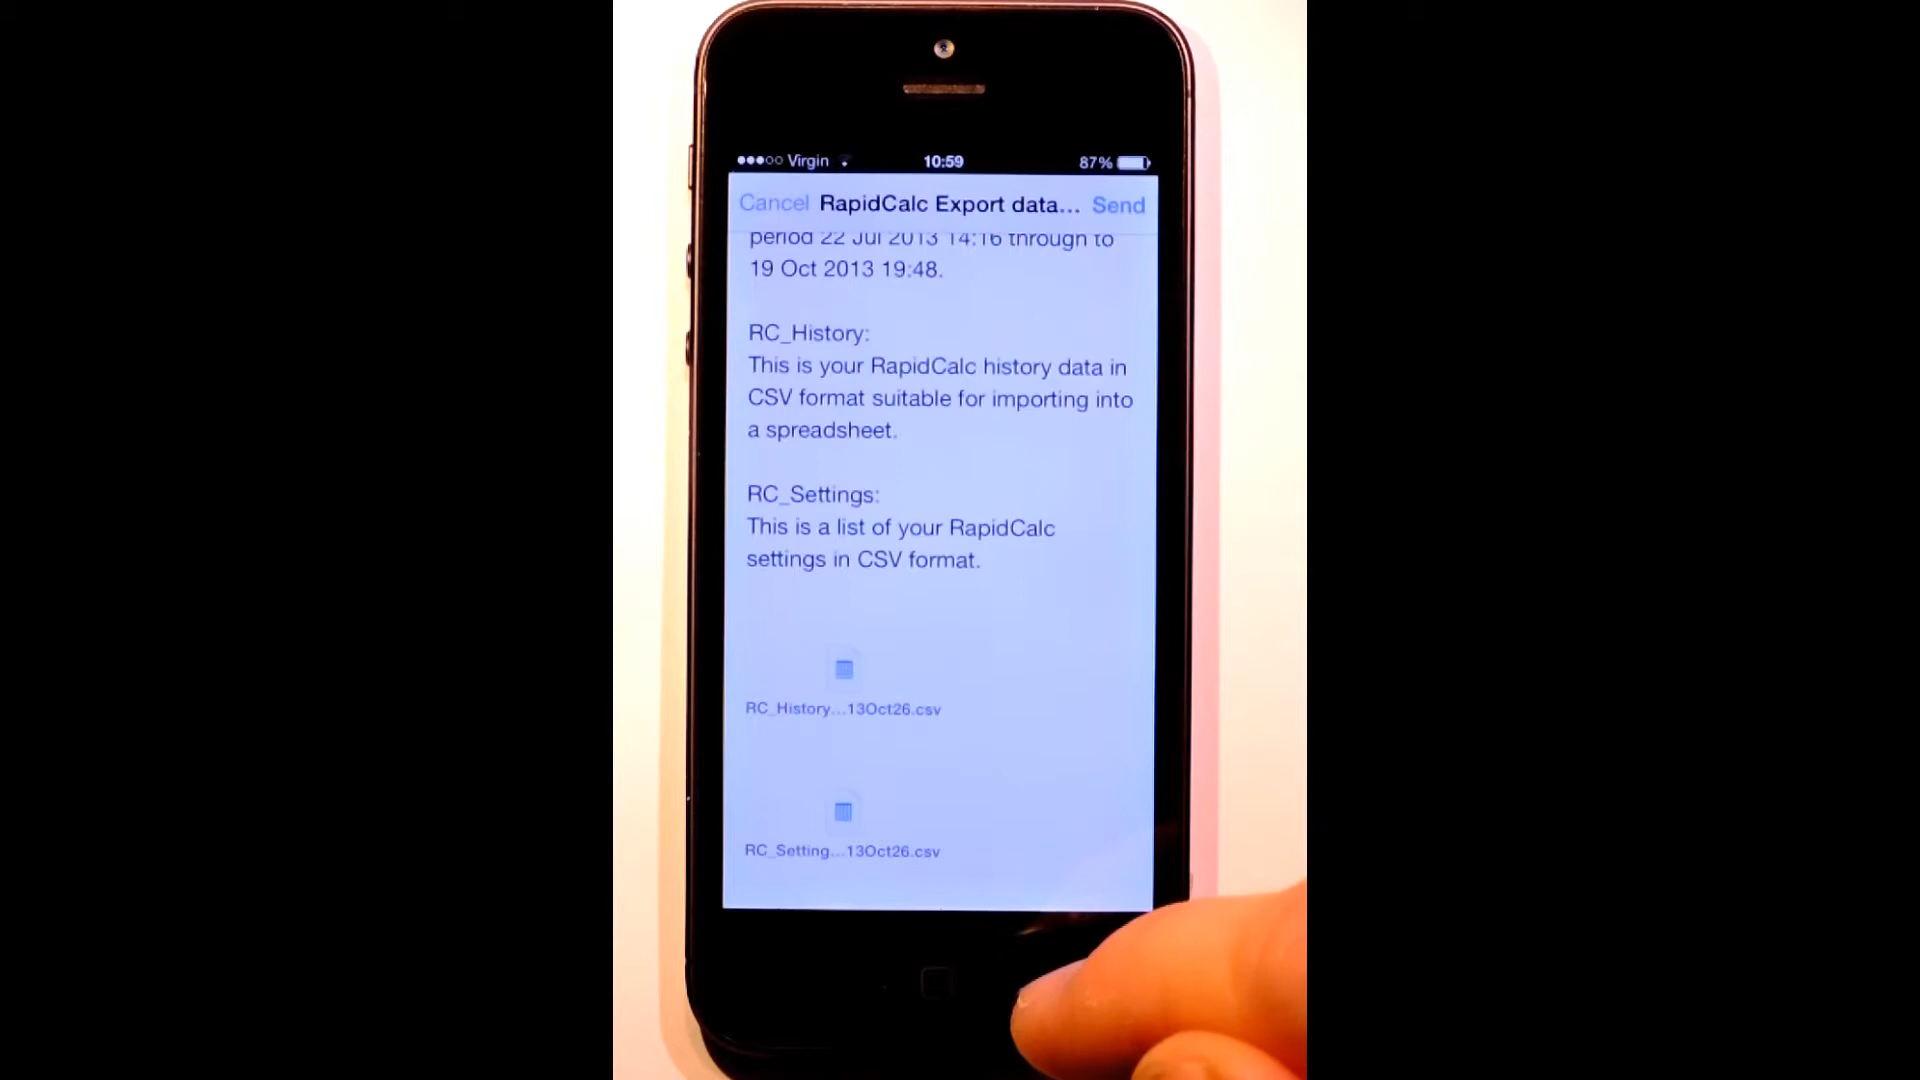 Virgin 10:59 87%
Cancel RapidCalc Export data... Send
period 22 Jul 2013 14:16 through to
19 Oct 2013 19:48.
RC_History:
This is your RapidCalc history data in
CSV format suitable for importing into
a spreadsheet.
RC_Settings:
This is a list of your RapidCalc
settings in CSV format.
RC_History...13Oct26.csv
RC_Setting...13Oct26.csv